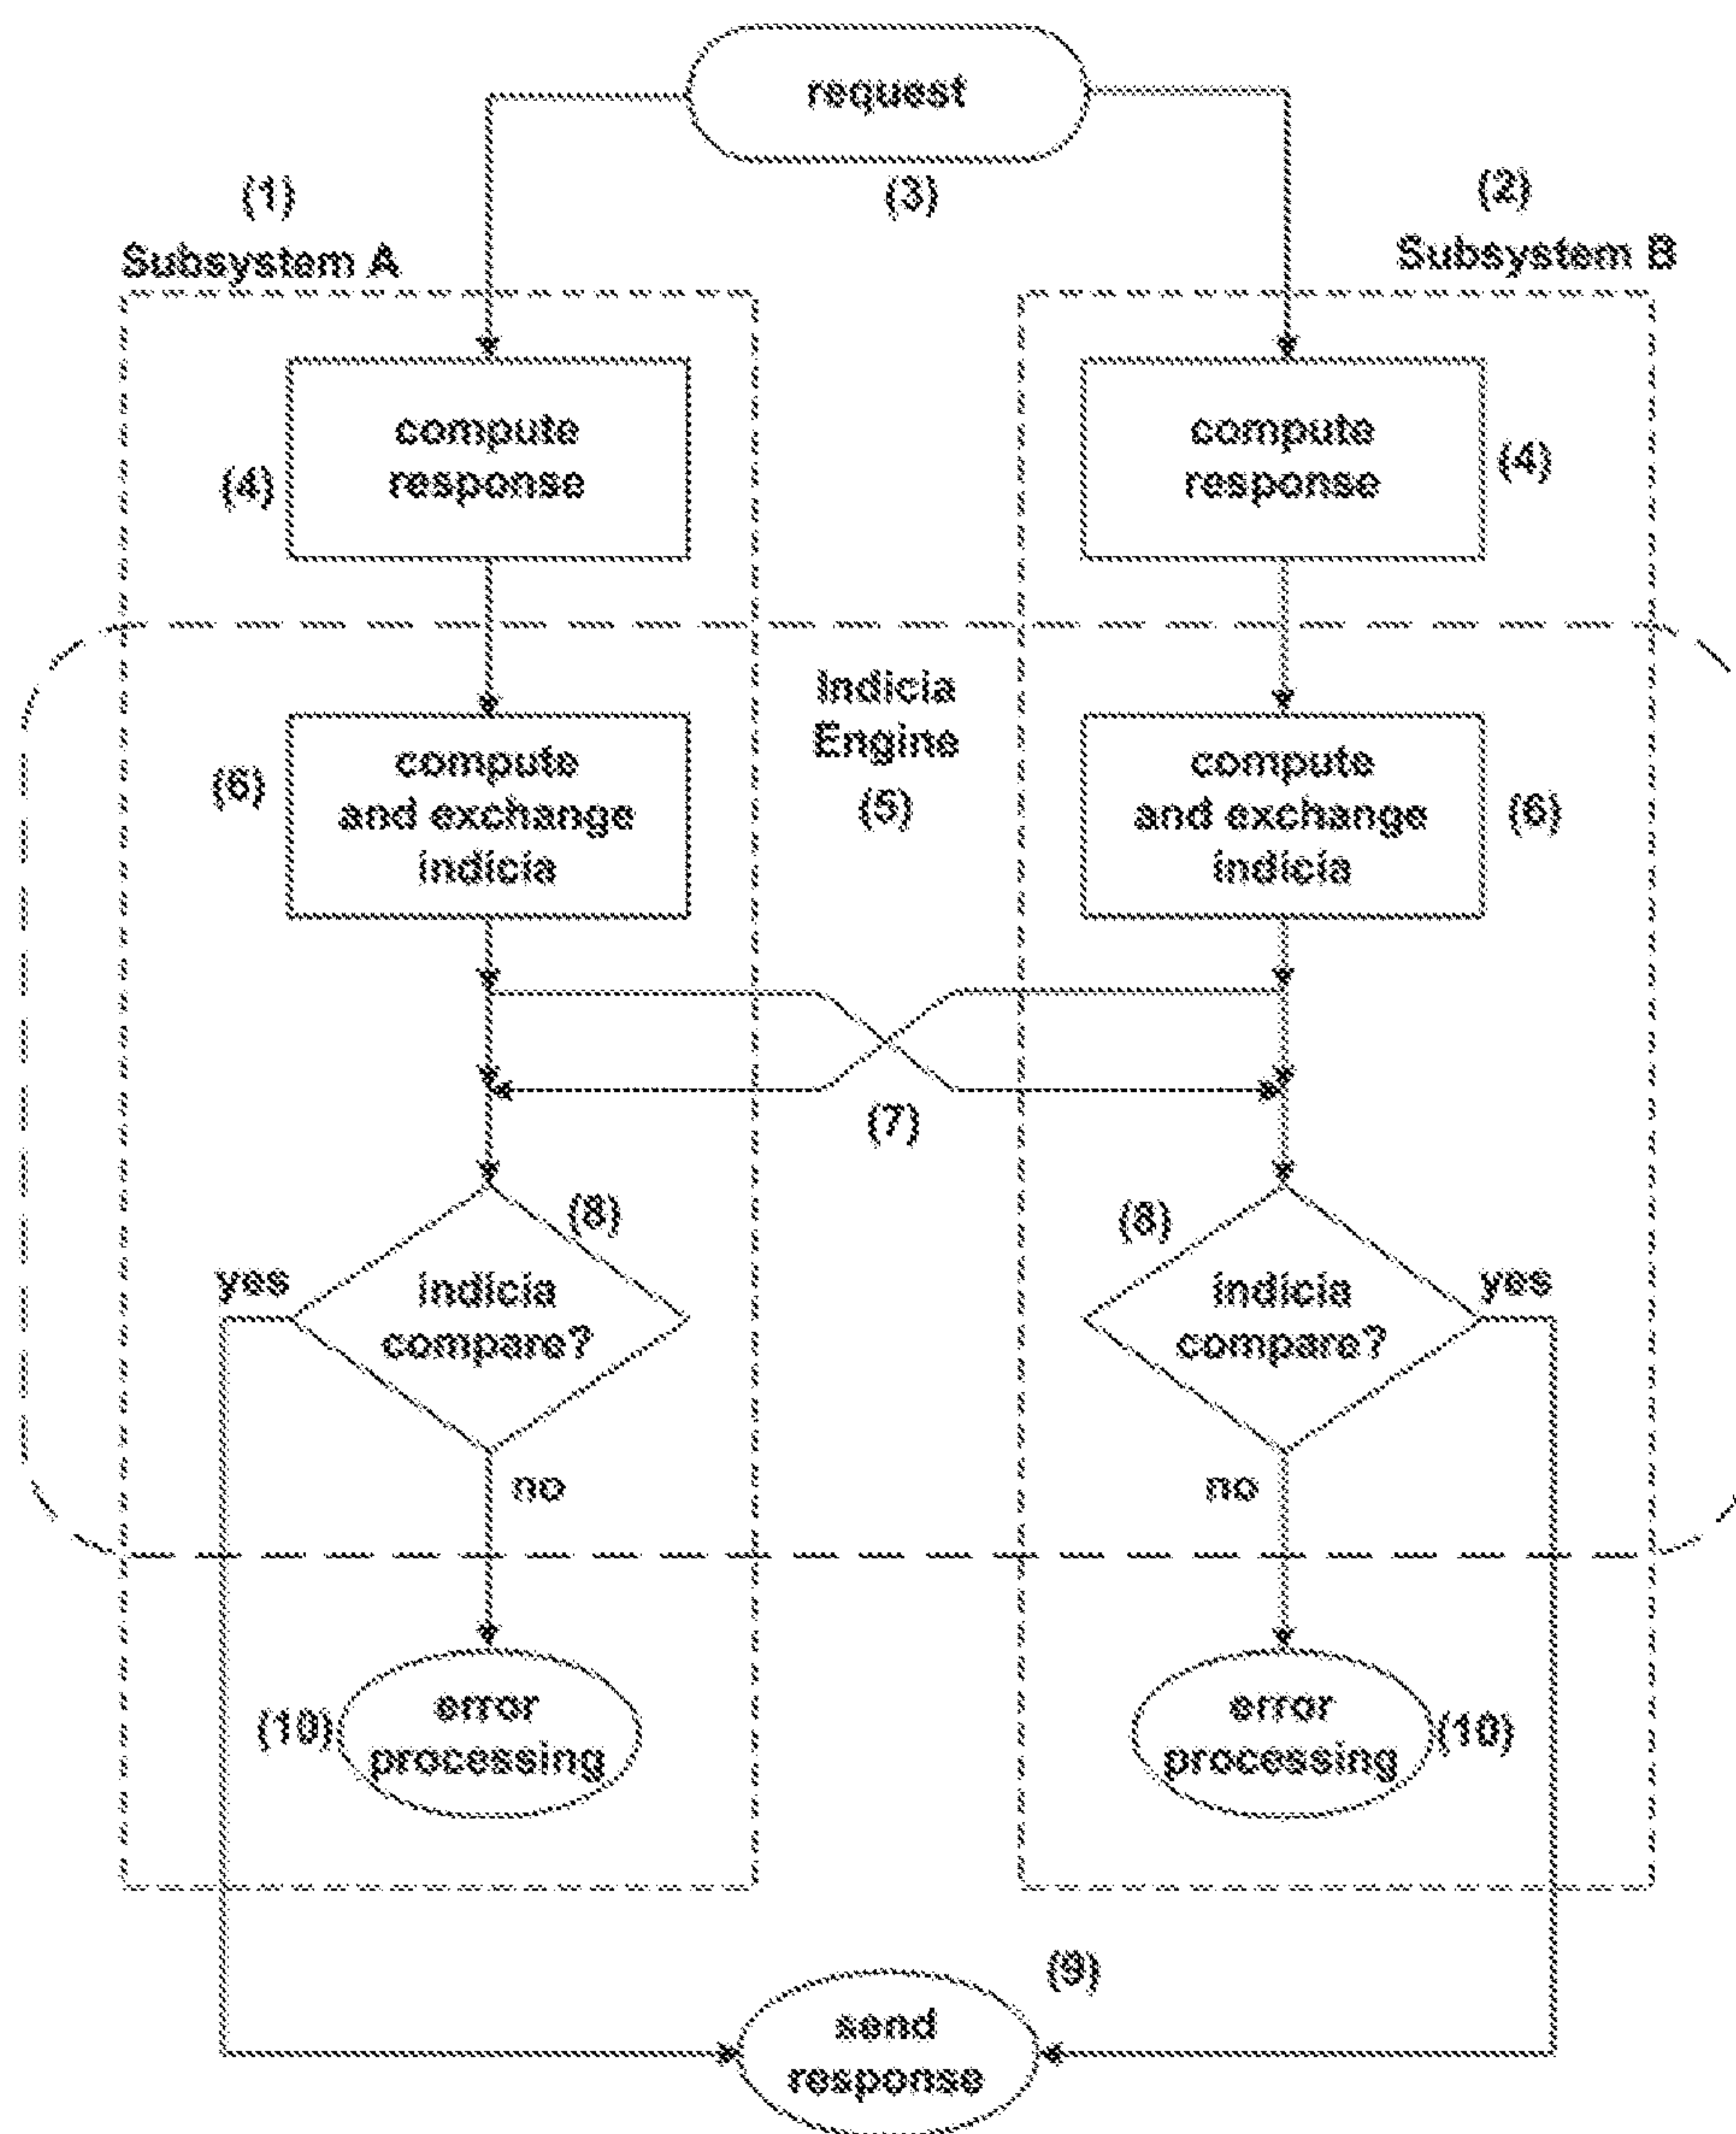 request
(3)
(1)
Subsystem A
(2)
Subsystem B
compute
response
(4)
compute
response
(4)
Indicia
Engine
(5)
compute
and exchange
indicia
(6)
compute
and exchange
indicia
(6)
(7)
(8)
indicia
compare?
yes
no
(8)
indicia
compare?
yes
no
(10)
error
processing
error
processing
(10)
(9)
send
response